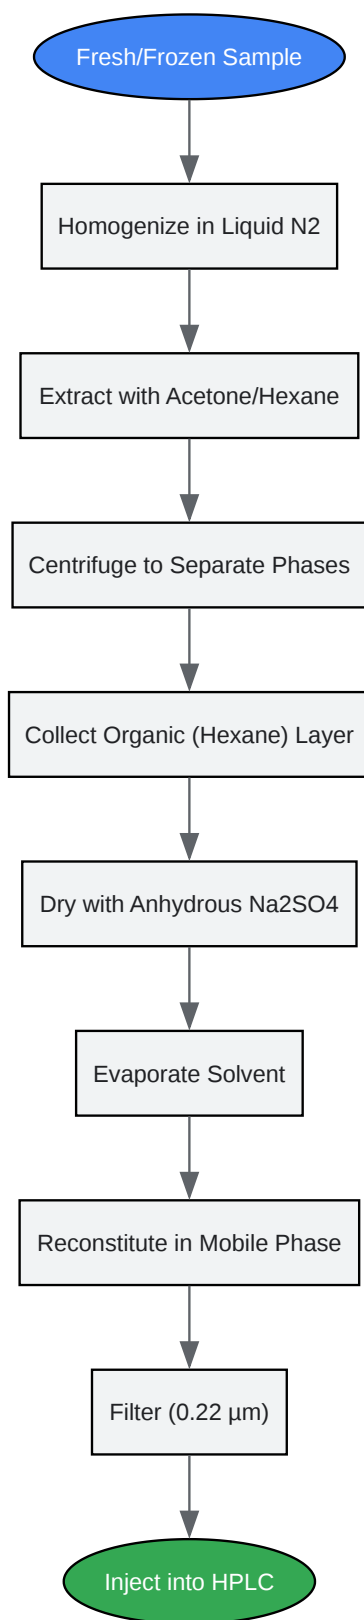 Fresh/Frozen Sample
Homogenize in Liquid N2
Extract with Acetone/Hexane
Centrifuge to Separate Phases
Collect Organic (Hexane) Layer
Dry with Anhydrous Na2SO4
Evaporate Solvent
Reconstitute in Mobile Phase
Filter (0.22 µm)
Inject into HPLC